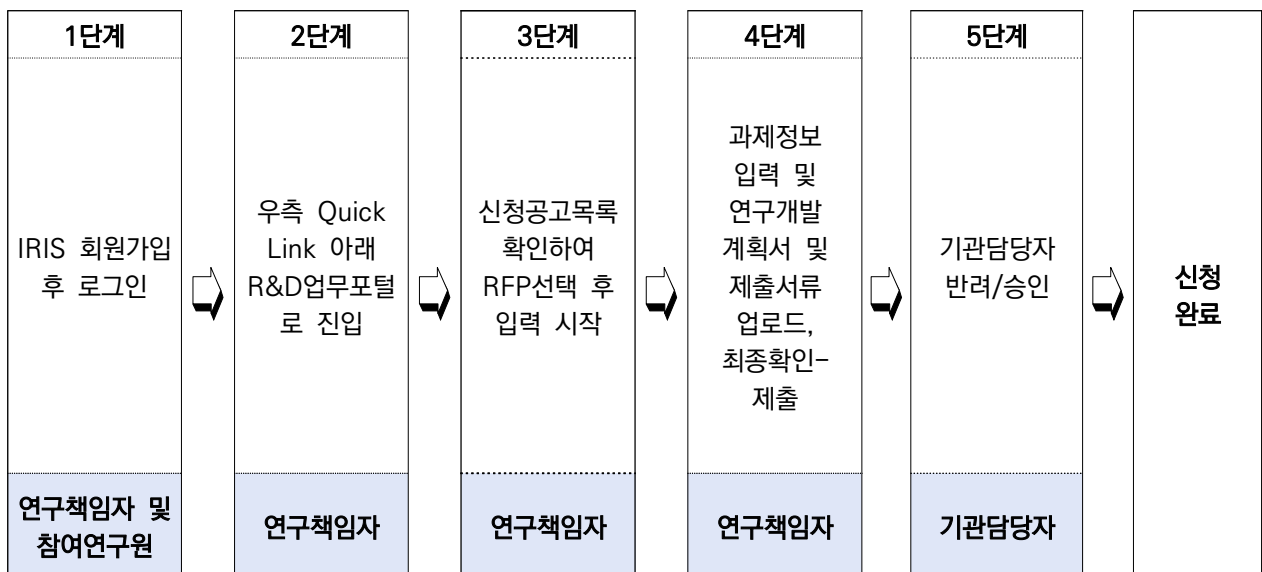 1단계
IRIS 회원가입
후 로그인
연구책임자 및
참여연구원
2단계
우측 Quick
Link 아래
R&D업무포털
로 진입
연구책임자
3단계
신청공고목록
확인하여
RFP선택 후
입력 시작
연구책임자
4단계
과제정보
입력 및
연구개발
계획서 및
제출서류
업로드,
최종확인-
제출
연구책임자
5단계
기관담당자
반려/승인
기관담당자
신청
완료